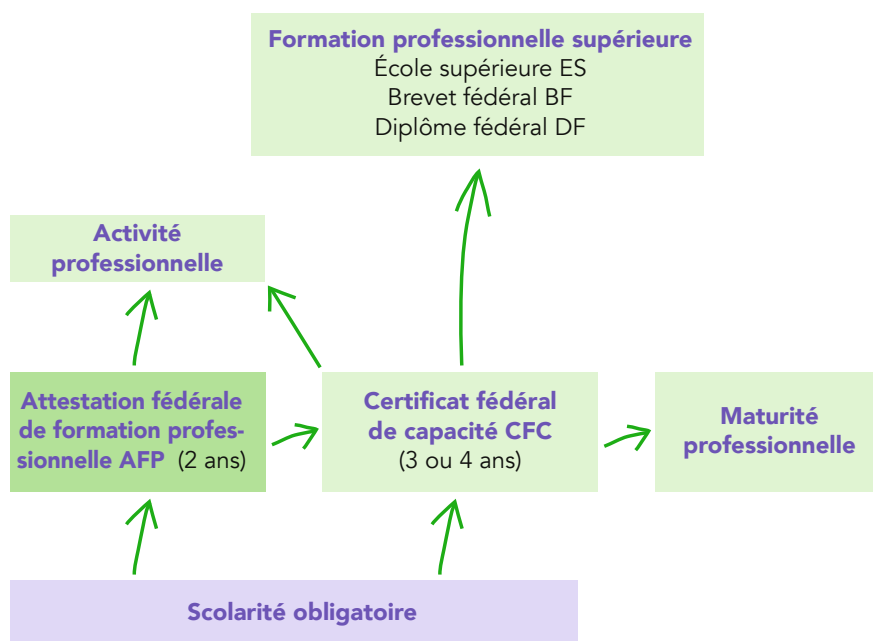 Formation professionnelle supérieure
École supérieure ES
Brevet fédéral BF
Diplôme fédéral DF
Activité
professionnelle
Attestation fédérale
de formation profes-
sionnelle AFP (2 ans)
Certificat fédéral
de capacité CFC
(3 ou 4 ans)
Maturité
professionnelle
Scolarité obligatoire